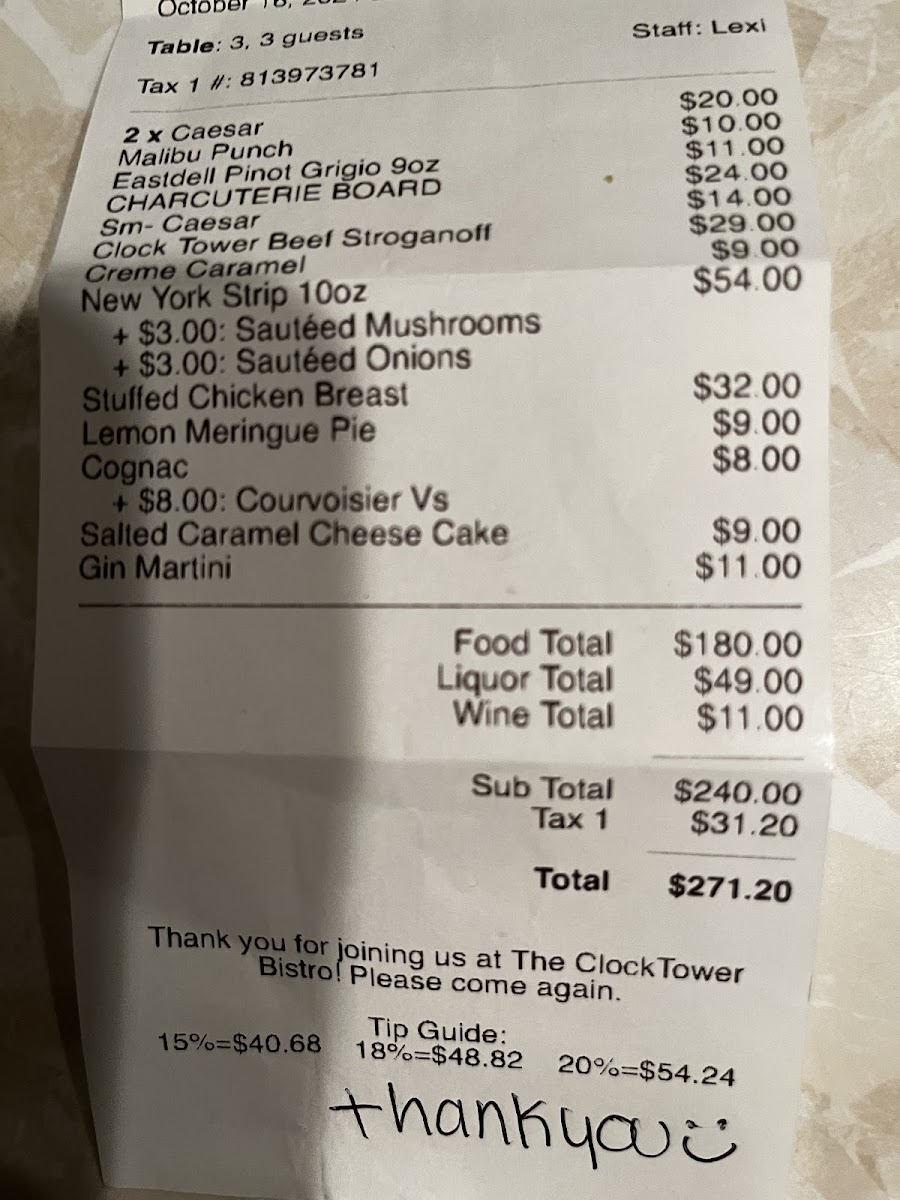 October 16,
Table: 3, 3 guests Staff: Lexi
Tax 1 #: 813973781
2 x Caesar $20.00
Malibu Punch $10.00
Eastdell Pinot Grigio 9oz $11.00
CHARCUTERIE BOARD $24.00
Sm- Caesar $14.00
Clock Tower Beef Stroganoff $29.00
Creme Caramel $9.00
New York Strip 10oz $54.00
+ $3.00: Sautéed Mushrooms
+ $3.00: Sautéed Onions
Stuffed Chicken Breast $32.00
Lemon Meringue Pie $9.00
Cognac $8.00
+ $8.00: Courvoisier Vs
Salted Caramel Cheese Cake $9.00
Gin Martini $11.00
Food Total $180.00
Liquor Total $49.00
Wine Total $11.00
Sub Total $240.00
Tax 1 $31.20
Total $271.20
Thank you for joining us at The ClockTower
Bistro! Please come again.
Tip Guide:
15%=$40.68 18%=$48.82 20%=$54.24
thank you